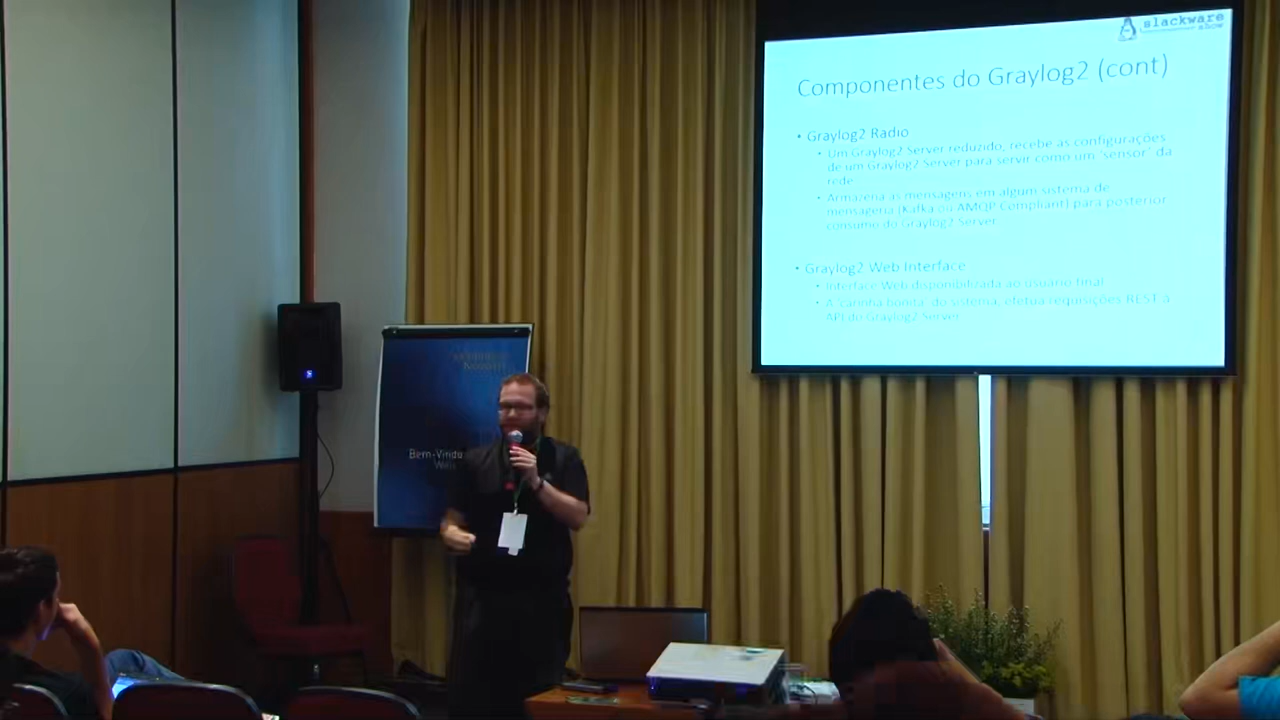 slackware
show
Componentes do Graylog2 (cont)
• Graylog2 Radio
• Um Graylog2 Server reduzido, recebe as configurações
de um Graylog2 Server para servir como um 'sensor' da
rede.
• Armazena as mensagens em algum sistema de
mensageria (Kafka ou AMQP Compliant) para posterior
consumo do Graylog2 Server.
• Graylog2 Web Interface
• Interface Web disponibilizada ao usuário final
• A 'carinha bonita' do sistema, efetua requisições REST à
API do Graylog2 Server.
Bem-Vindo